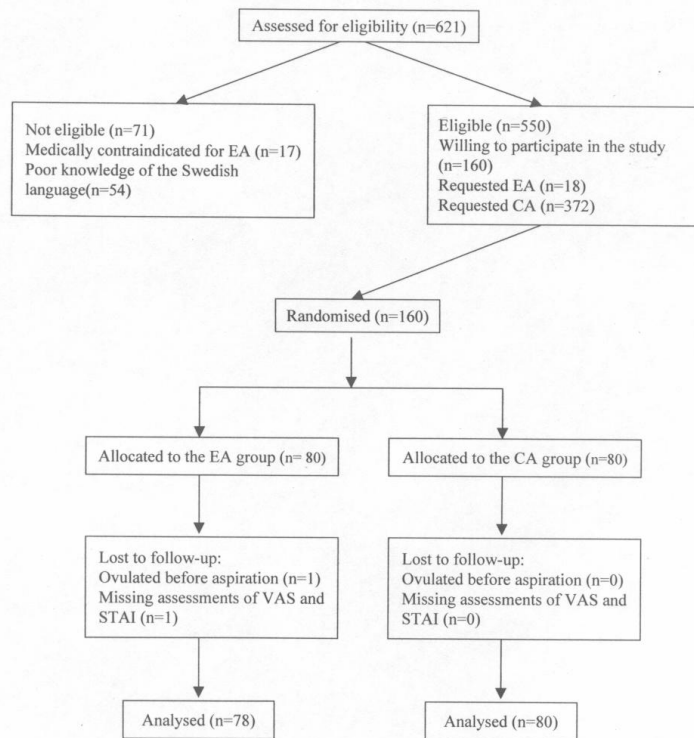 Assessed for eligibility (n=621)
Not eligible (n=71)
Medically contraindicated for EA (n=17)
Poor knowledge of the Swedish
language(n=54)
Eligible (n=550)
Willing to participate in the study
(n=160)
Requested EA (n=18)
Requested CA (n=372)
Randomised (n=160)
Allocated to the EA group (n= 80)
Allocated to the CA group (n=80)
Lost to follow-up:
Ovulated before aspiration (n=1)
Missing assessments of VAS and
STAI (n=1)
Lost to follow-up:
Ovulated before aspiration (n=0)
Missing assessments of VAS and
STAI (n=0)
Analysed (n=78)
Analysed (n=80)